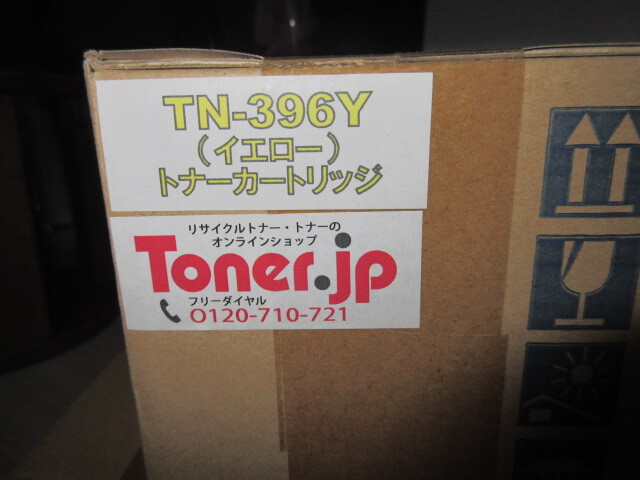 TN-396Y
(イエロー)
トナーカートリッジ
リサイクルトナー・トナーの
オンラインショップ
Toner.jp
フリーダイヤル
0120-710-721